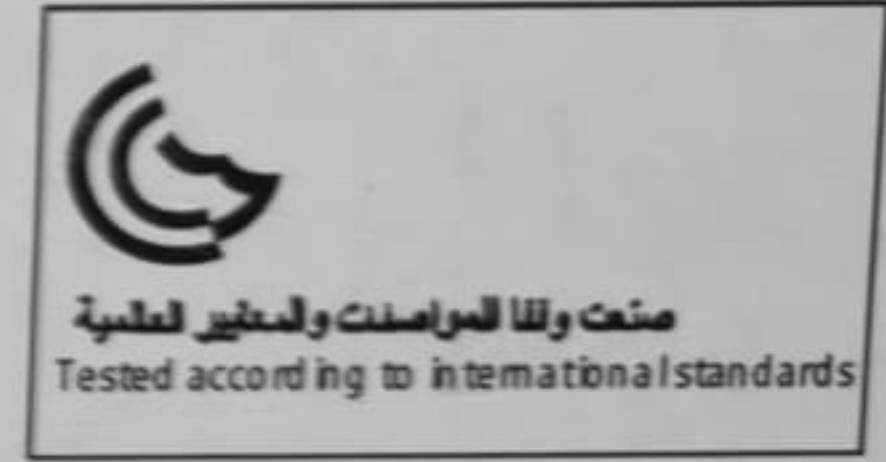 صنعت وفقا للمواصفات والمعايير العالمية
Tested according to international standards